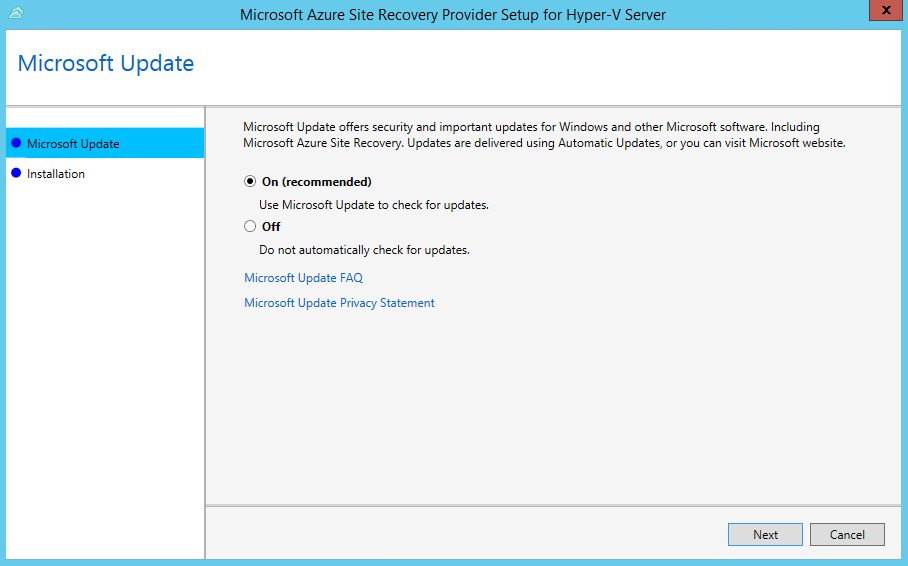 Microsoft Azure Site Recovery Provider Setup for Hyper-V Server
x
Microsoft Update
Microsoft Update
Installation
Microsoft Update offers security and important updates for Windows and other Microsoft software. Including
Microsoft Azure Site Recovery. Updates are delivered using Automatic Updates, or you can visit Microsoft website.
On (recommended)
Use Microsoft Update to check for updates.
Off
Do not automatically check for updates.
Microsoft Update FAQ
Microsoft Update Privacy Statement
Next
Cancel